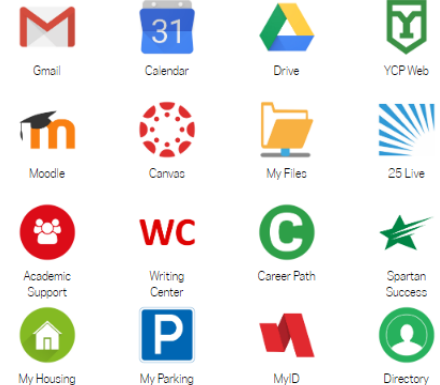 31
YCP
Gmail
Calendar
Drive
YCP Web
m
Moodle
Canvas
My Files
25 Live
WC
C
Academic
Support
Writing
Center
Career Path
Spartan
Success
P
My Housing
My Parking
MyID
Directory